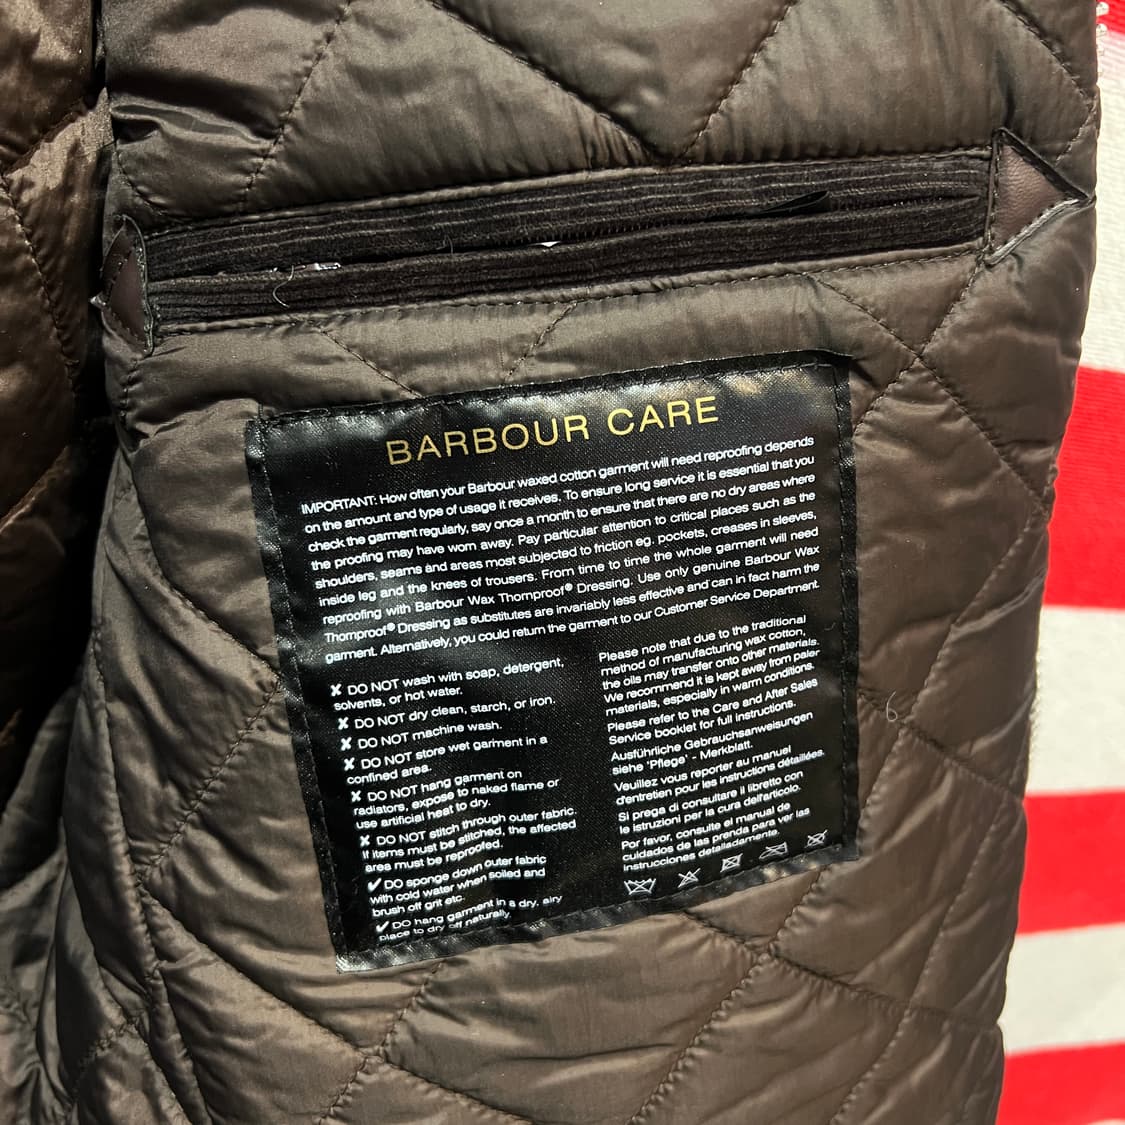 BARBOUR CARE
IMPORTANT: How often your Barbour waxed cotton garment will need reproofing depends
on the amount and type of usage it receives. To ensure long service it is essential that you
check the garment regularly, say once a month to ensure that there are no dry areas where
the proofing may have worn away. Pay particular attention to critical places such as the
shoulders, seams and areas most subjected to friction eg. pockets, creases in sleeves,
inside leg and the knees of trousers. From time to time the whole garment will need
reproofing with Barbour Wax Thornproof® Dressing. Use only genuine Barbour Wax
Thornproof® Dressing as substitutes are invariably less effective and can in fact harm the
garment. Alternatively, you could return the garment to our Customer Service Department.
✘ DO NOT wash with soap, detergent,
solvents, or hot water.
✘ DO NOT dry clean, starch, or iron.
✘ DO NOT machine wash.
✘ DO NOT store wet garment in a
confined area.
✘ DO NOT hang garment on
radiators, expose to naked flame or
use artificial heat to dry.
✘ DO NOT stitch through outer fabric.
If items must be stitched, the affected
area must be reproofed.
✔ DO sponge down outer fabric
with cold water when soiled and
brush off grit etc.
✔ DO hang garment in a dry, airy
place to dry off naturally.
Please note that due to the traditional
method of manufacturing wax cotton,
the oils may transfer onto other materials.
We recommend it is kept away from paler
materials, especially in warm conditions.
Please refer to the Care and After Sales
Service booklet for full instructions.
Ausführliche Gebrauchsanweisungen
siehe 'Pflege' - Merkblatt.
Veuillez vous reporter au manuel
d'entretien pour les instructions détaillées.
Si prega di consultare il libretto con
le istruzioni per la cura dell'articolo.
Por favor, consulte el manual de
cuidados de las prenda para ver las
instrucciones detalladamente.